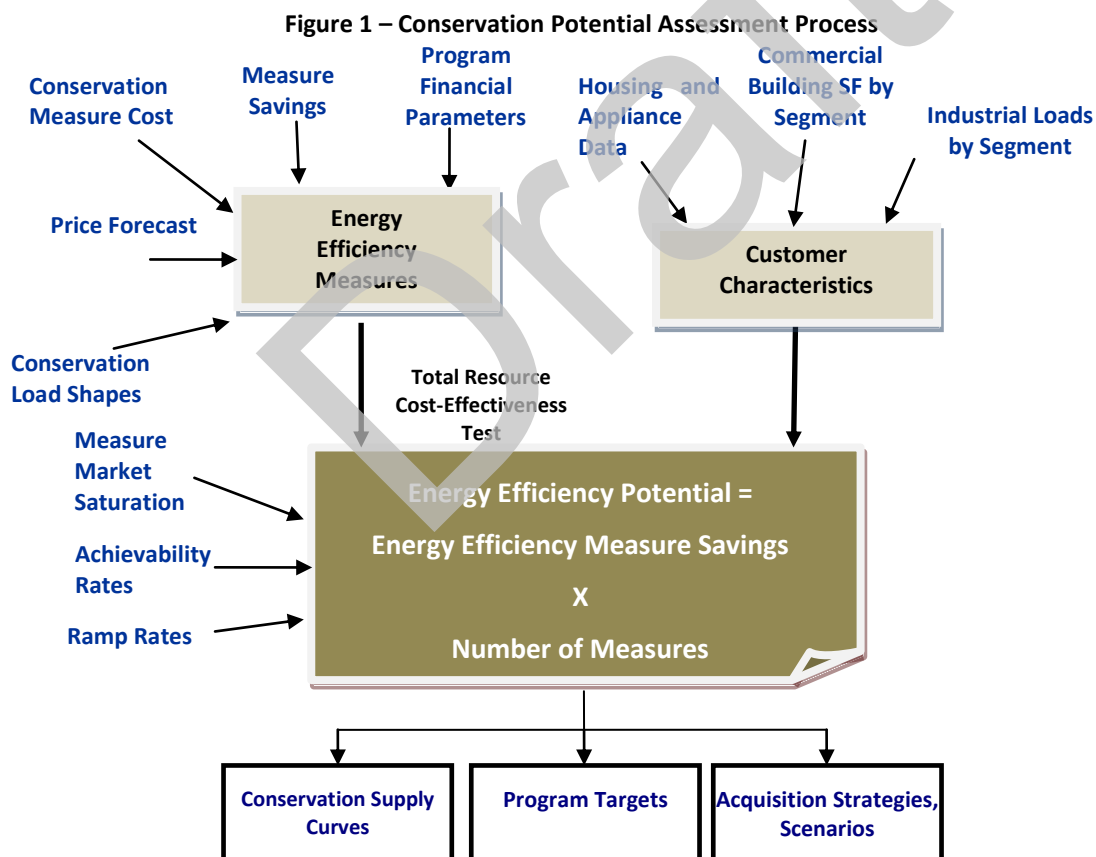 Figure 1 – Conservation Potential Assessment Process
Conservation
Measure Cost
Measure
Savings
Program
Financial
Parameters
Housing and
Appliance
Data
Commercial
Building SF by
Segment
Industrial Loads
by Segment
Price Forecast
Energy
Efficiency
Measures
Customer
Characteristics
Conservation
Load Shapes
Total Resource
Cost-Effectiveness
Test
Measure
Market
Saturation
Achievability
Rates
Ramp Rates
Energy Efficiency Potential =
Energy Efficiency Measure Savings
X
Number of Measures
Conservation Supply
Curves
Program Targets
Acquisition Strategies,
Scenarios
Draft